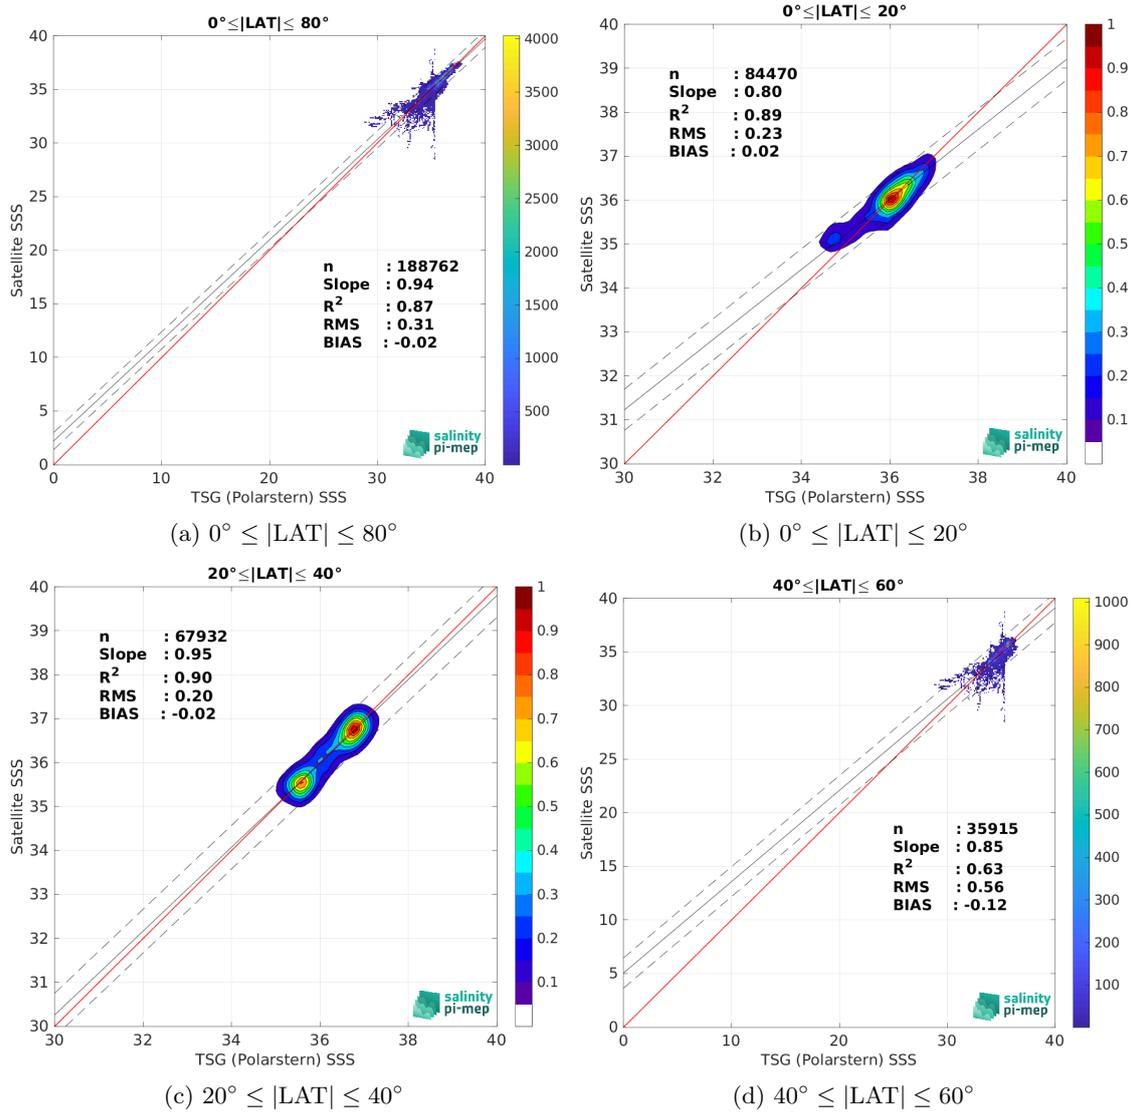 0°≤|LAT|≤ 80°
40
35
30
25
20
15
10
5
0
0 10 20 30 40
Satellite SSS
TSG (Polarstern) SSS
n : 188762
Slope : 0.94
R² : 0.87
RMS : 0.31
BIAS : -0.02
salinity
pi-mep
4000
3500
3000
2500
2000
1500
1000
500
(a) 0° ≤ |LAT| ≤ 80°
0°≤|LAT|≤ 20°
40
39
38
37
36
35
34
33
32
31
30
30 32 34 36 38 40
Satellite SSS
TSG (Polarstern) SSS
n : 84470
Slope : 0.80
R² : 0.89
RMS : 0.23
BIAS : 0.02
salinity
pi-mep
1
0.9
0.8
0.7
0.6
0.5
0.4
0.3
0.2
0.1
(b) 0° ≤ |LAT| ≤ 20°
20°≤|LAT|≤ 40°
40
39
38
37
36
35
34
33
32
31
30
30 32 34 36 38 40
Satellite SSS
TSG (Polarstern) SSS
n : 67932
Slope : 0.95
R² : 0.90
RMS : 0.20
BIAS : -0.02
salinity
pi-mep
1
0.9
0.8
0.7
0.6
0.5
0.4
0.3
0.2
0.1
(c) 20° ≤ |LAT| ≤ 40°
40°≤|LAT|≤ 60°
40
35
30
25
20
15
10
5
0
0 10 20 30 40
Satellite SSS
TSG (Polarstern) SSS
n : 35915
Slope : 0.85
R² : 0.63
RMS : 0.56
BIAS : -0.12
salinity
pi-mep
1000
900
800
700
600
500
400
300
200
100
(d) 40° ≤ |LAT| ≤ 60°